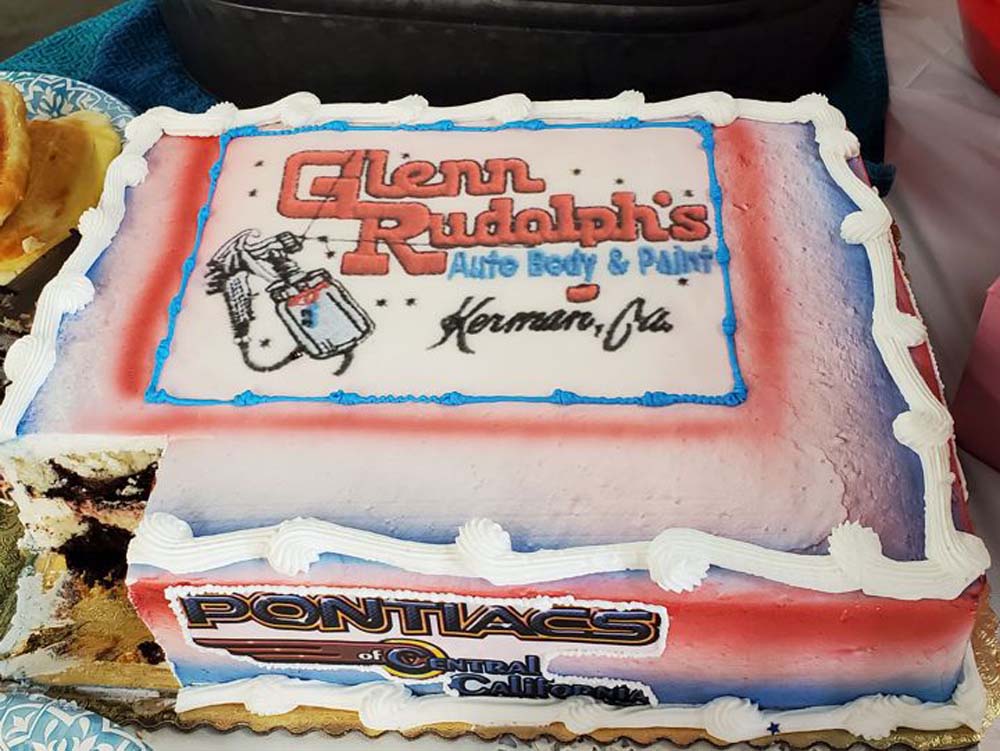 Glenn
Rudolph's
Auto Body & Paint
Kerman, Ca.
PONTIACS
of CENTRAL
CALIFORNIA